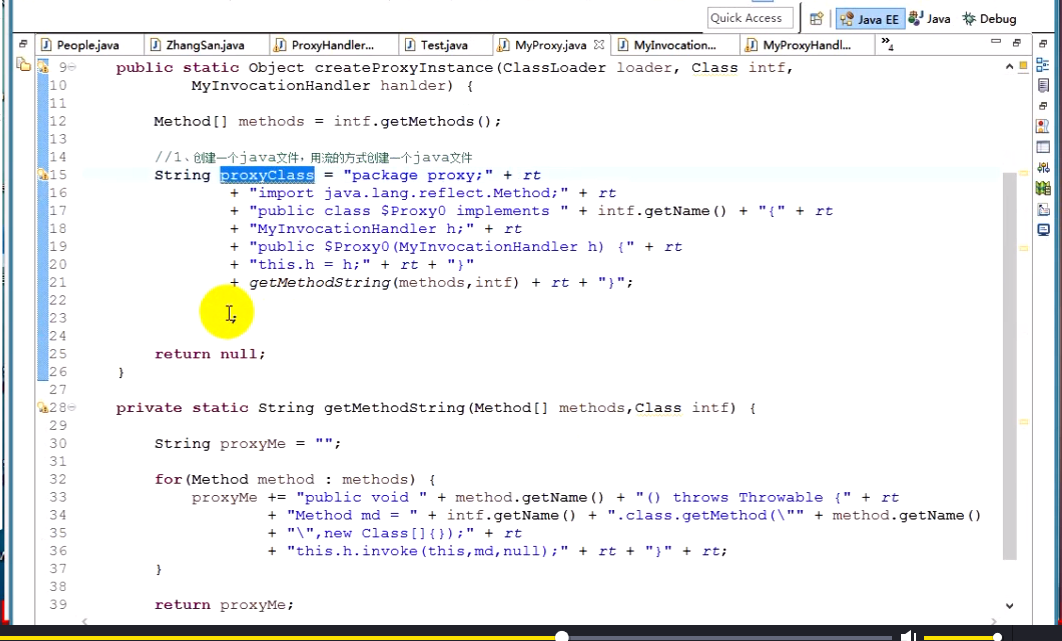 Quick Access
Java EE
Java
Debug
People.java
ZhangSan.java
ProxyHandler...
Test.java
MyProxy.java
MyInvocation...
MyProxyHandl...
»4
9 public static Object createProxyInstance(ClassLoader loader, Class intf,
10 MyInvocationHandler hanlder) {
11
12 Method[] methods = intf.getMethods();
13
14 //1、创建一个java文件，用流的方式创建一个java文件
15 String proxyClass = "package proxy;" + rt
16 + "import java.lang.reflect.Method;" + rt
17 + "public class $Proxy0 implements " + intf.getName() + "{" + rt
18 + "MyInvocationHandler h;" + rt
19 + "public $Proxy0(MyInvocationHandler h) {" + rt
20 + "this.h = h;" + rt + "}"
21 + getMethodString(methods,intf) + rt + "}";
22
23
24
25 return null;
26 }
27
28 private static String getMethodString(Method[] methods,Class intf) {
29
30 String proxyMe = "";
31
32 for(Method method : methods) {
33 proxyMe += "public void " + method.getName() + "() throws Throwable {" + rt
34 + "Method md = " + intf.getName() + ".class.getMethod(\"" + method.getName()
35 + "\",new Class[]{});" + rt
36 + "this.h.invoke(this,md,null);" + rt + "}" + rt;
37 }
38
39 return proxyMe;